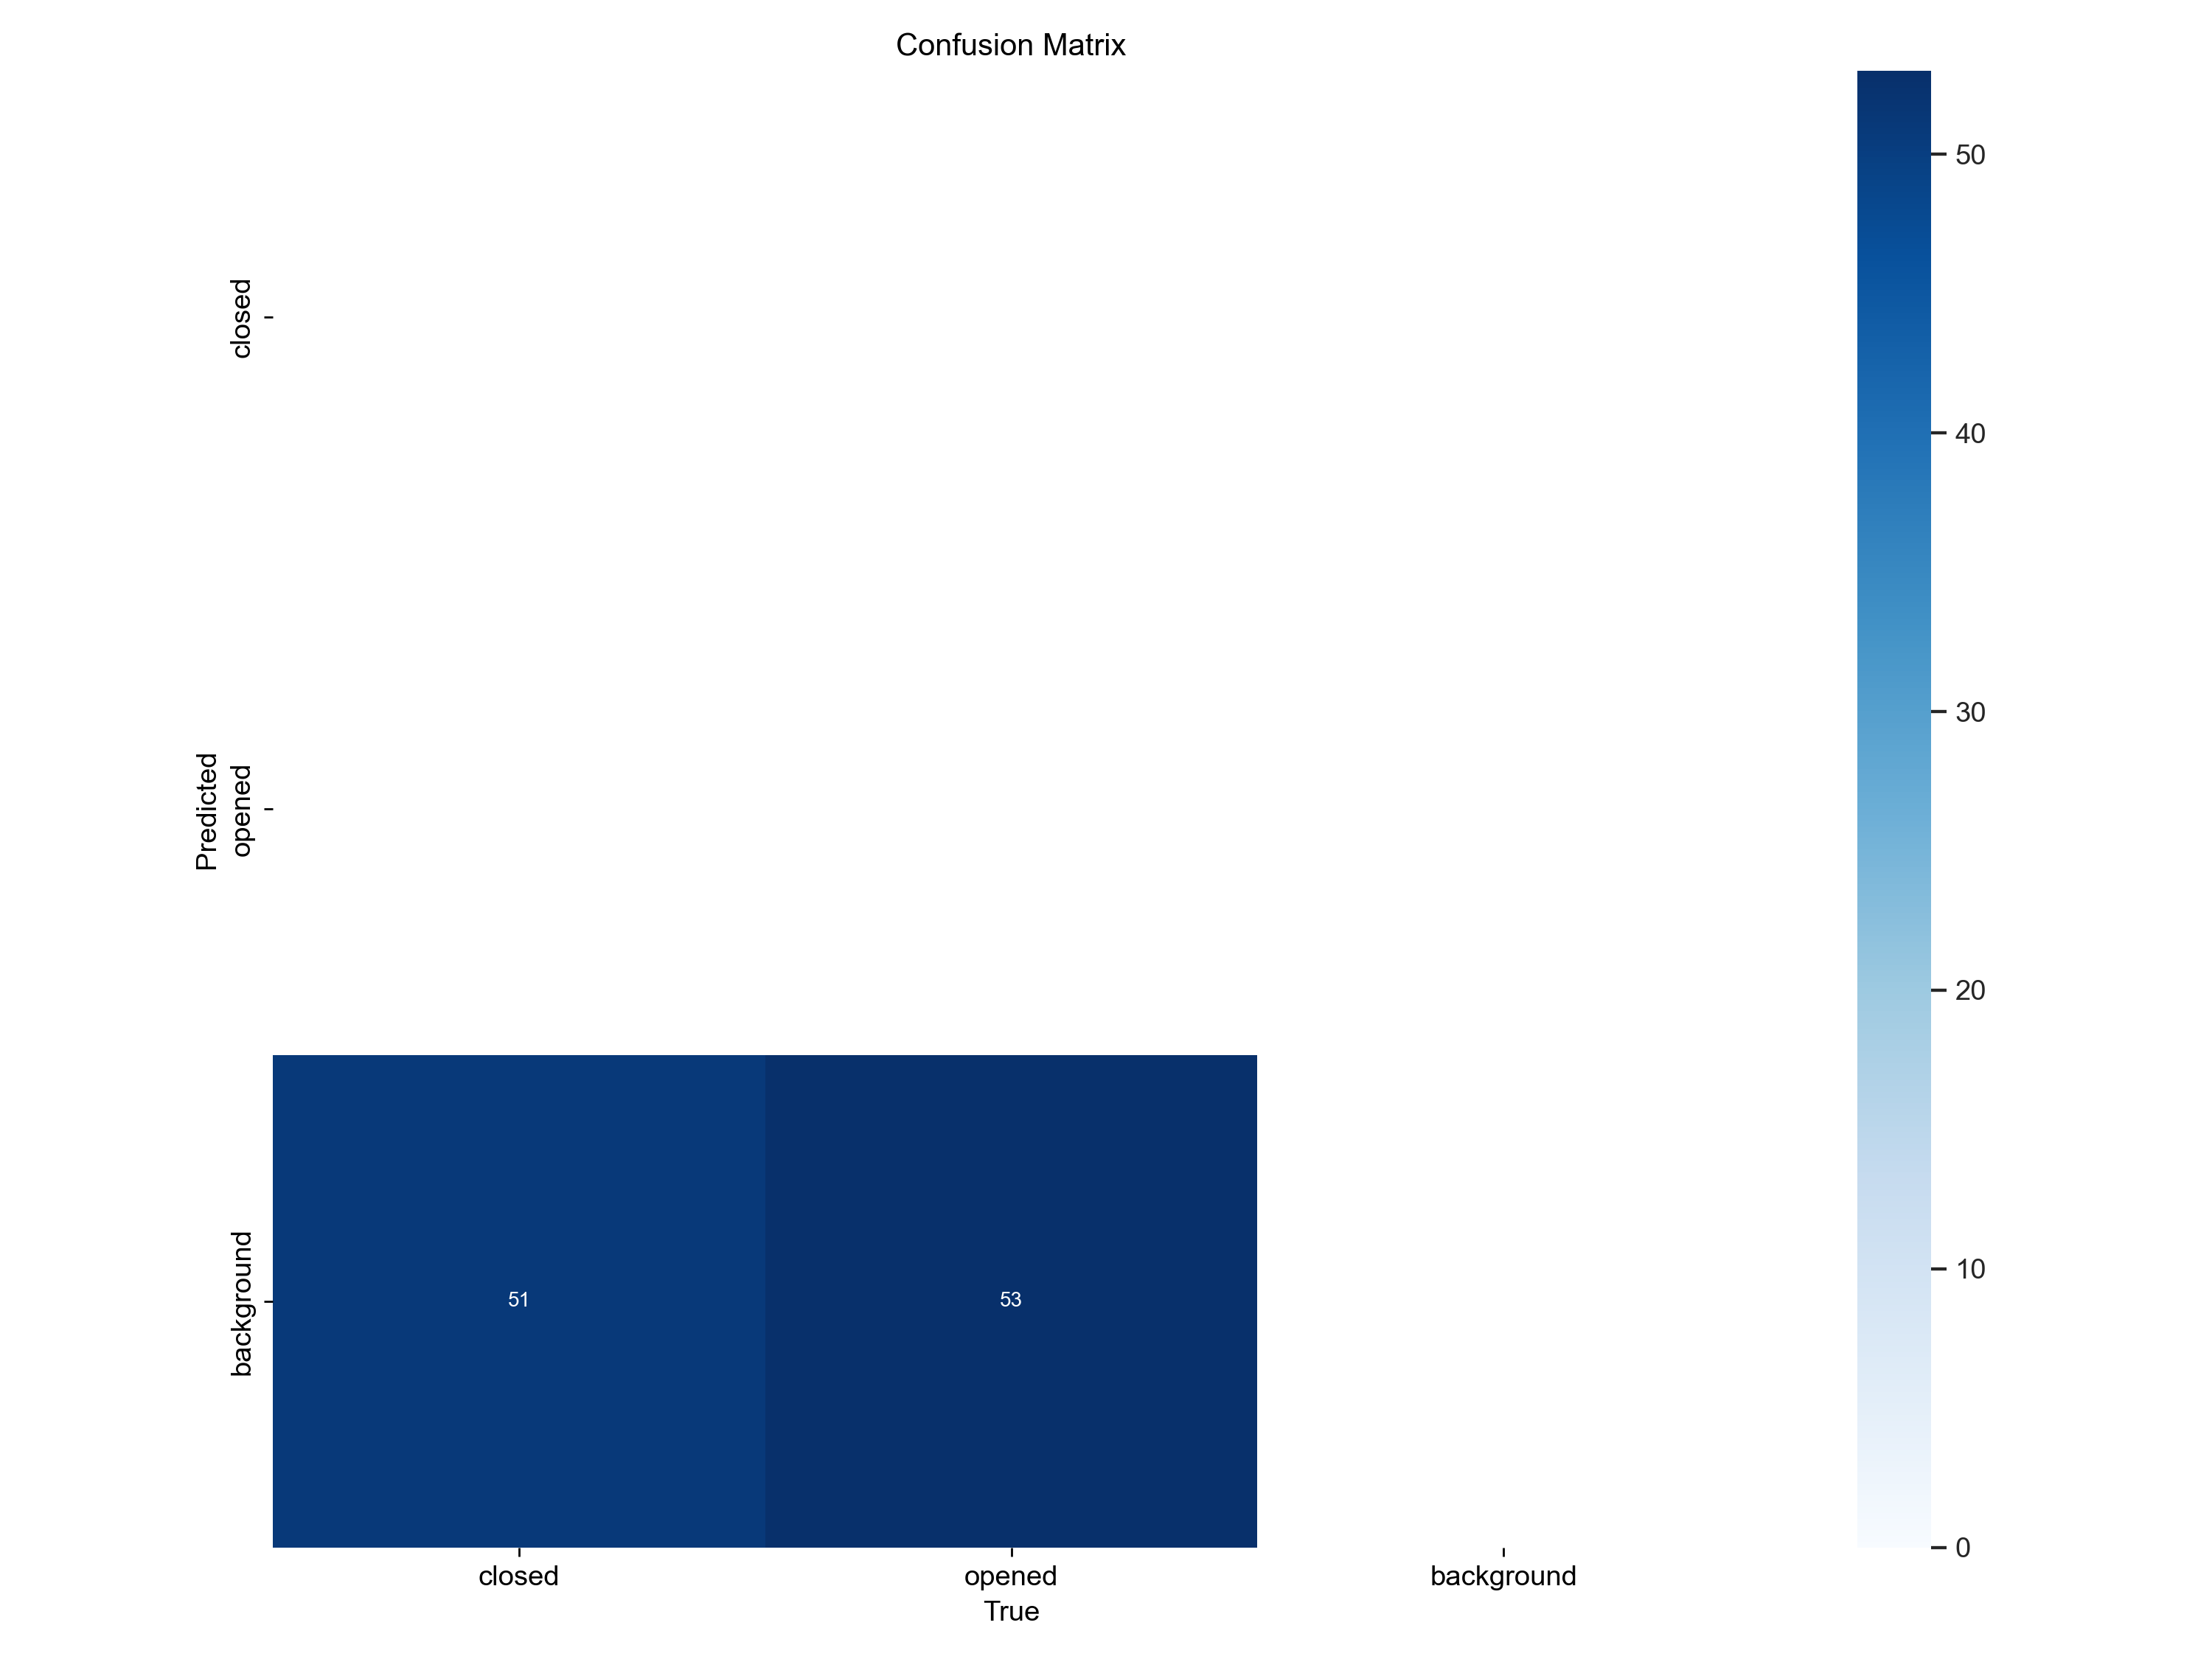 Confusion Matrix
closed
opened
background
Predicted
51
53
closed
opened
background
True
50
40
30
20
10
0